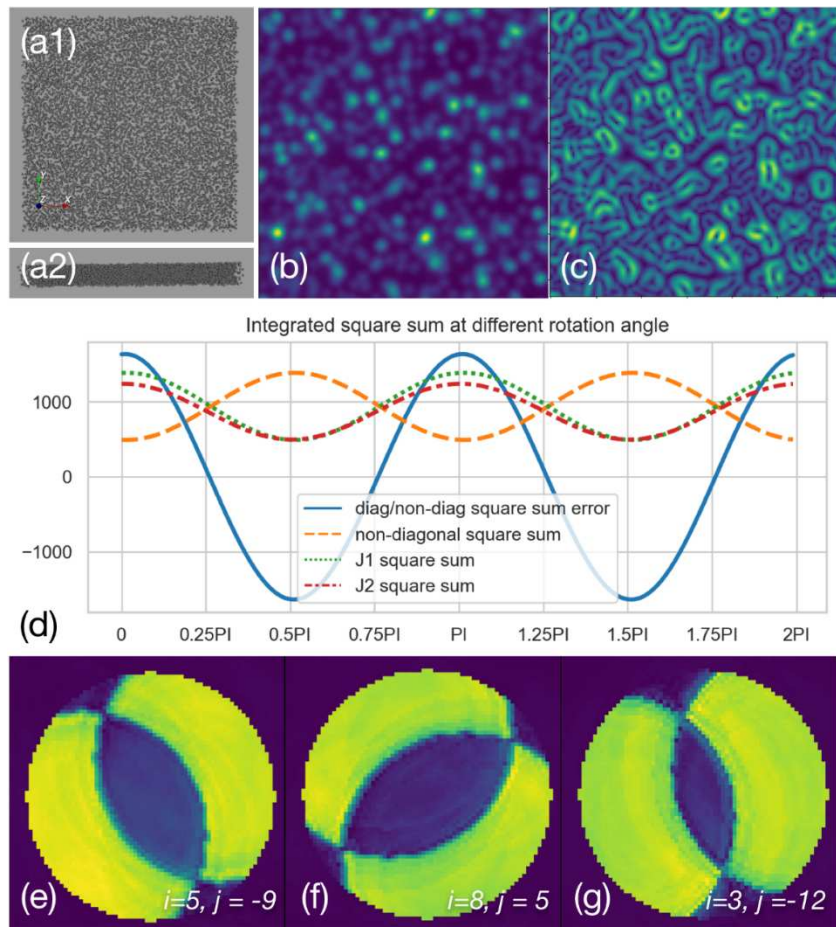 (a1)
y
x
(a2)
(b)
(c)
Integrated square sum at different rotation angle
1000
0
−1000
diag/non-diag square sum error
non-diagonal square sum
J1 square sum
J2 square sum
(d)
0 0.25PI 0.5PI 0.75PI PI 1.25PI 1.5PI 1.75PI 2PI
(e) i=5, j = -9
(f) i=8, j = 5
(g) i=3, j=-12